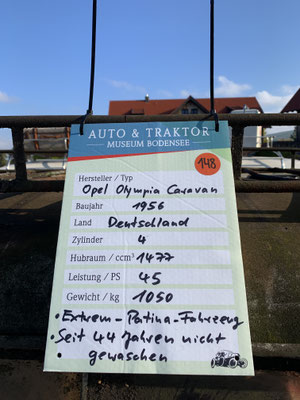 AUTO & TRAKTOR
MUSEUM BODENSEE
148
Hersteller / Typ
Opel Olympia Caravan
Baujahr 1956
Land Deutschland
Zylinder 4
Hubraum / ccm³ 1477
Leistung / PS 45
Gewicht / kg 1050
• Extrem-Patina-Fahrzeug
• Seit 44 Jahren nicht
• gewaschen